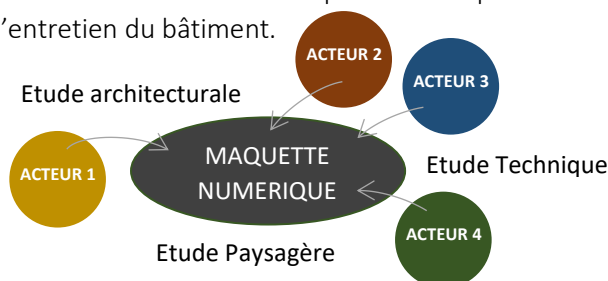 l'entretien du bâtiment.
ACTEUR 2
ACTEUR 3
Etude architecturale
MAQUETTE
NUMERIQUE
Etude Technique
ACTEUR 1
ACTEUR 4
Etude Paysagère